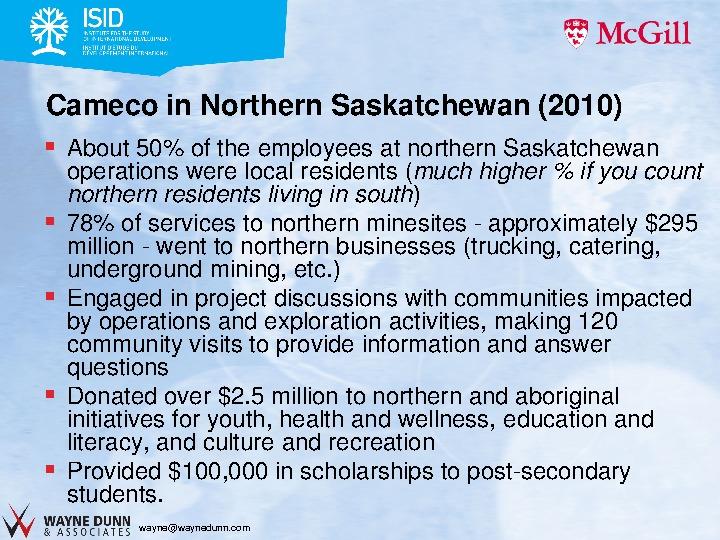 ISID
INSTITUTE FOR THE STUDY
OF INTERNATIONAL DEVELOPMENT
INSTITUT D'ETUDE DU
DÉVELOPPEMENT INTERNATIONAL
McGill
Cameco in Northern Saskatchewan (2010)
About 50% of the employees at northern Saskatchewan
operations were local residents (much higher % if you count
northern residents living in south)
78% of services to northern minesites - approximately $295
million - went to northern businesses (trucking, catering,
underground mining, etc.)
Engaged in project discussions with communities impacted
by operations and exploration activities, making 120
community visits to provide information and answer
questions
Donated over $2.5 million to northern and aboriginal
initiatives for youth, health and wellness, education and
literacy, and culture and recreation
Provided $100,000 in scholarships to post-secondary
students.
WAYNE DUNN
& ASSOCIATES
wayne@waynedunn.com